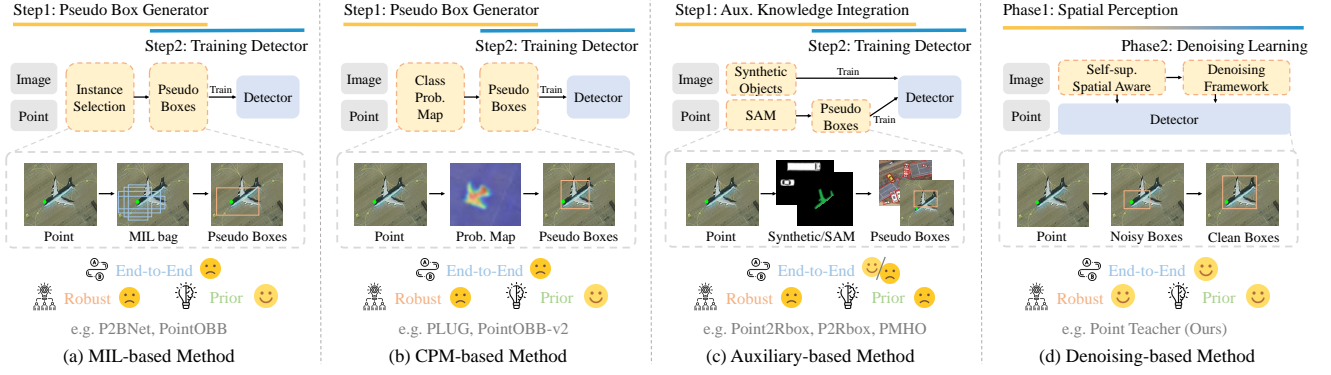 Step1: Pseudo Box Generator
Step2: Training Detector
Image
Point
Instance
Selection
Pseudo
Boxes
Train
Detector
Point
MIL bag
Pseudo Boxes
A
B
End-to-End
Robust
Prior
e.g. P2BNet, PointOBB
(a) MIL-based Method
Step1: Pseudo Box Generator
Step2: Training Detector
Image
Point
Class
Prob.
Map
Pseudo
Boxes
Train
Detector
Point
Prob. Map
Pseudo Boxes
A
B
End-to-End
Robust
Prior
e.g. PLUG, PointOBB-v2
(b) CPM-based Method
Step1: Aux. Knowledge Integration
Step2: Training Detector
Image
Point
Synthetic
Objects
SAM
Pseudo
Boxes
Train
Train
Detector
Point
Synthetic/SAM
Pseudo Boxes
A
B
End-to-End
Robust
Prior
e.g. Point2Rbox, P2Rbox, PMHO
(c) Auxiliary-based Method
Phase1: Spatial Perception
Phase2: Denoising Learning
Image
Point
Self-sup.
Spatial Aware
Denoising
Framework
Detector
Point
Noisy Boxes
Clean Boxes
A
B
End-to-End
Robust
Prior
e.g. Point Teacher (Ours)
(d) Denoising-based Method